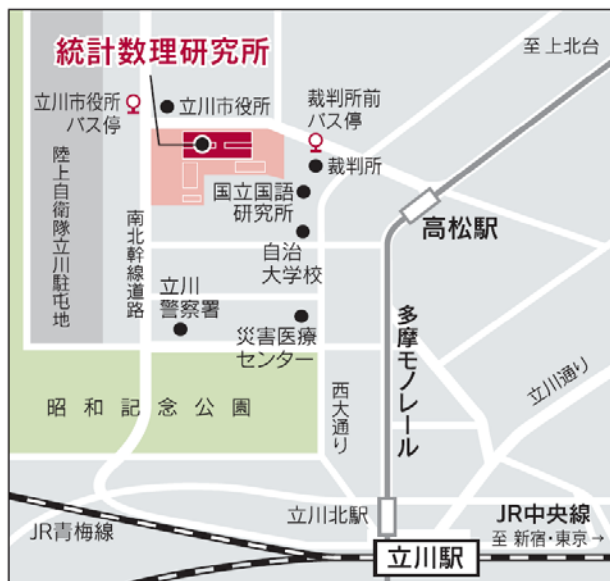 統計数理研究所
至 上北台
立川市役所
バス停
立川市役所
裁判所前
バス停
裁判所
国立国語
研究所
高松駅
陸上自衛隊立川駐屯地
南北幹線道路
自治
大学校
立川
警察署
災害医療
センター
多摩モノレール
立川通り
昭和記念公園
西大通り
立川北駅
JR中央線
至 新宿・東京→
JR青梅線
立川駅